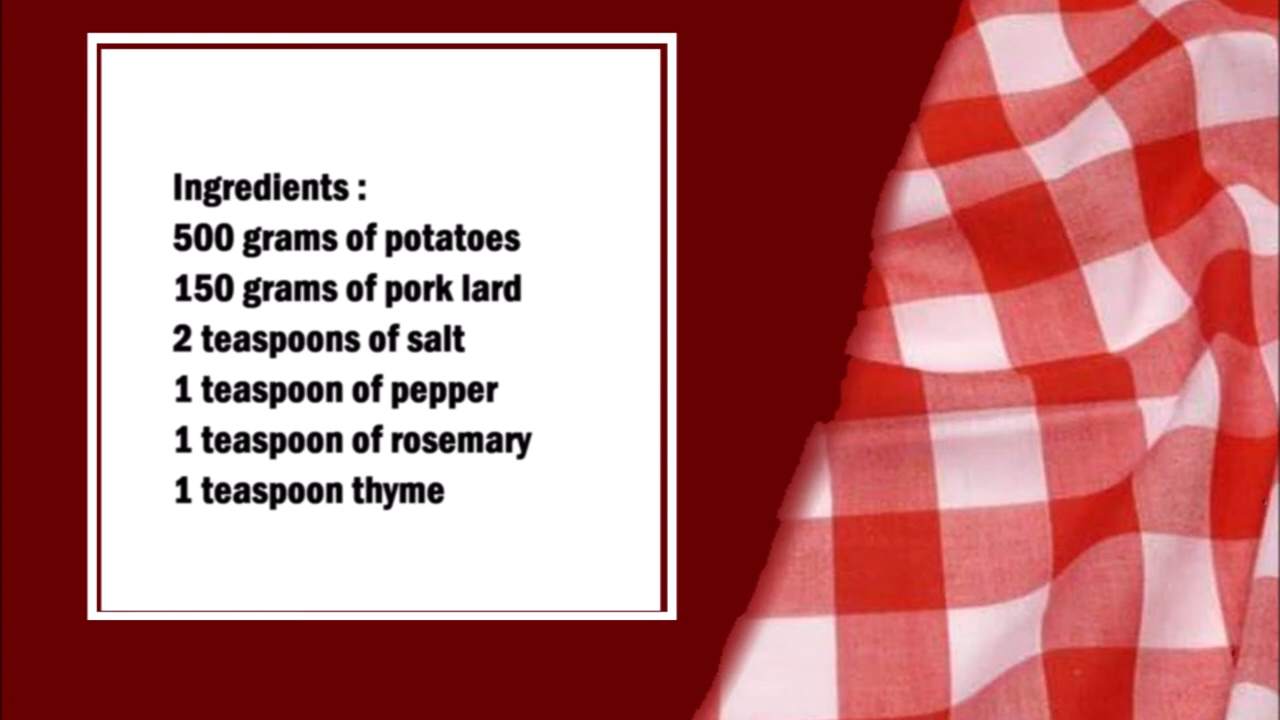 Ingredients :
500 grams of potatoes
150 grams of pork lard
2 teaspoons of salt
1 teaspoon of pepper
1 teaspoon of rosemary
1 teaspoon thyme